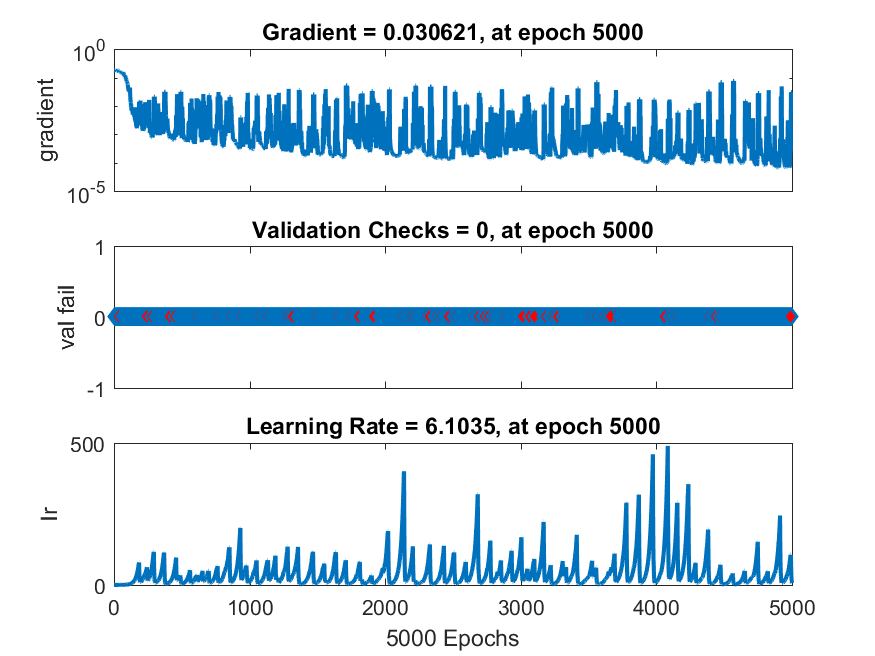 Gradient = 0.030621, at epoch 5000
10^0
gradient
10^-5
Validation Checks = 0, at epoch 5000
1
val fail
0
-1
Learning Rate = 6.1035, at epoch 5000
500
lr
0
0 1000 2000 3000 4000 5000
5000 Epochs